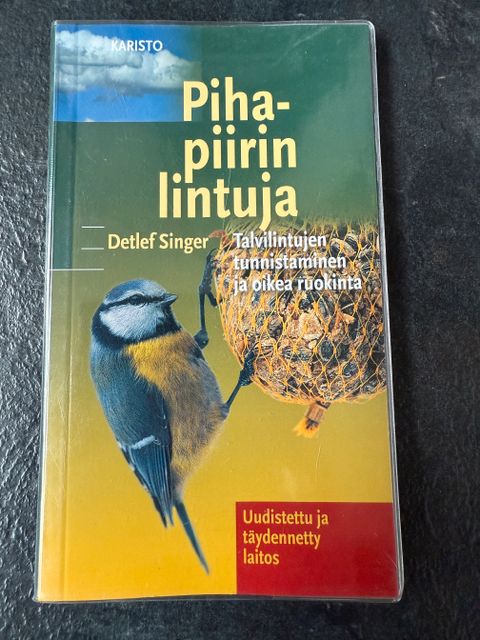 KARISTO
Piha-
piirin
lintuja
Detlef Singer
Talvilintujen
tunnistaminen
ja oikea ruokinta
Uudistettu ja
täydennetty
laitos